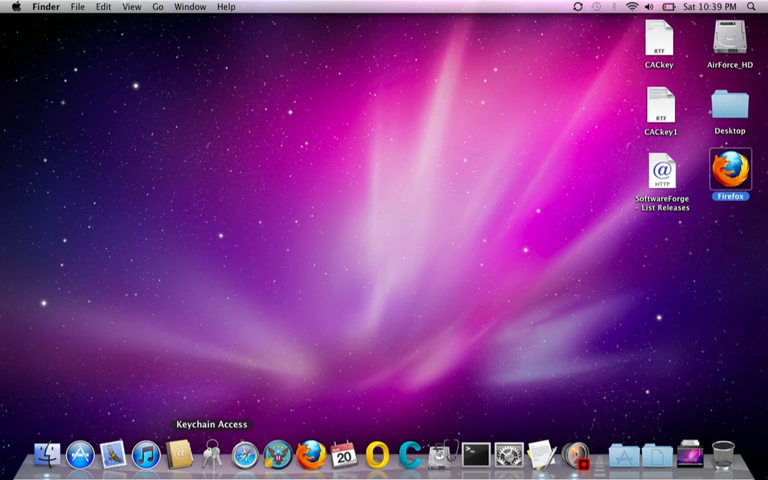 Finder File Edit View Go Window Help
Sat 10:39 PM
RTF
CACkey
AirForce_HD
RTF
CACkey1
Desktop
@
HTTP
SoftwareForge
- List Releases
Firefox
Keychain Access
20